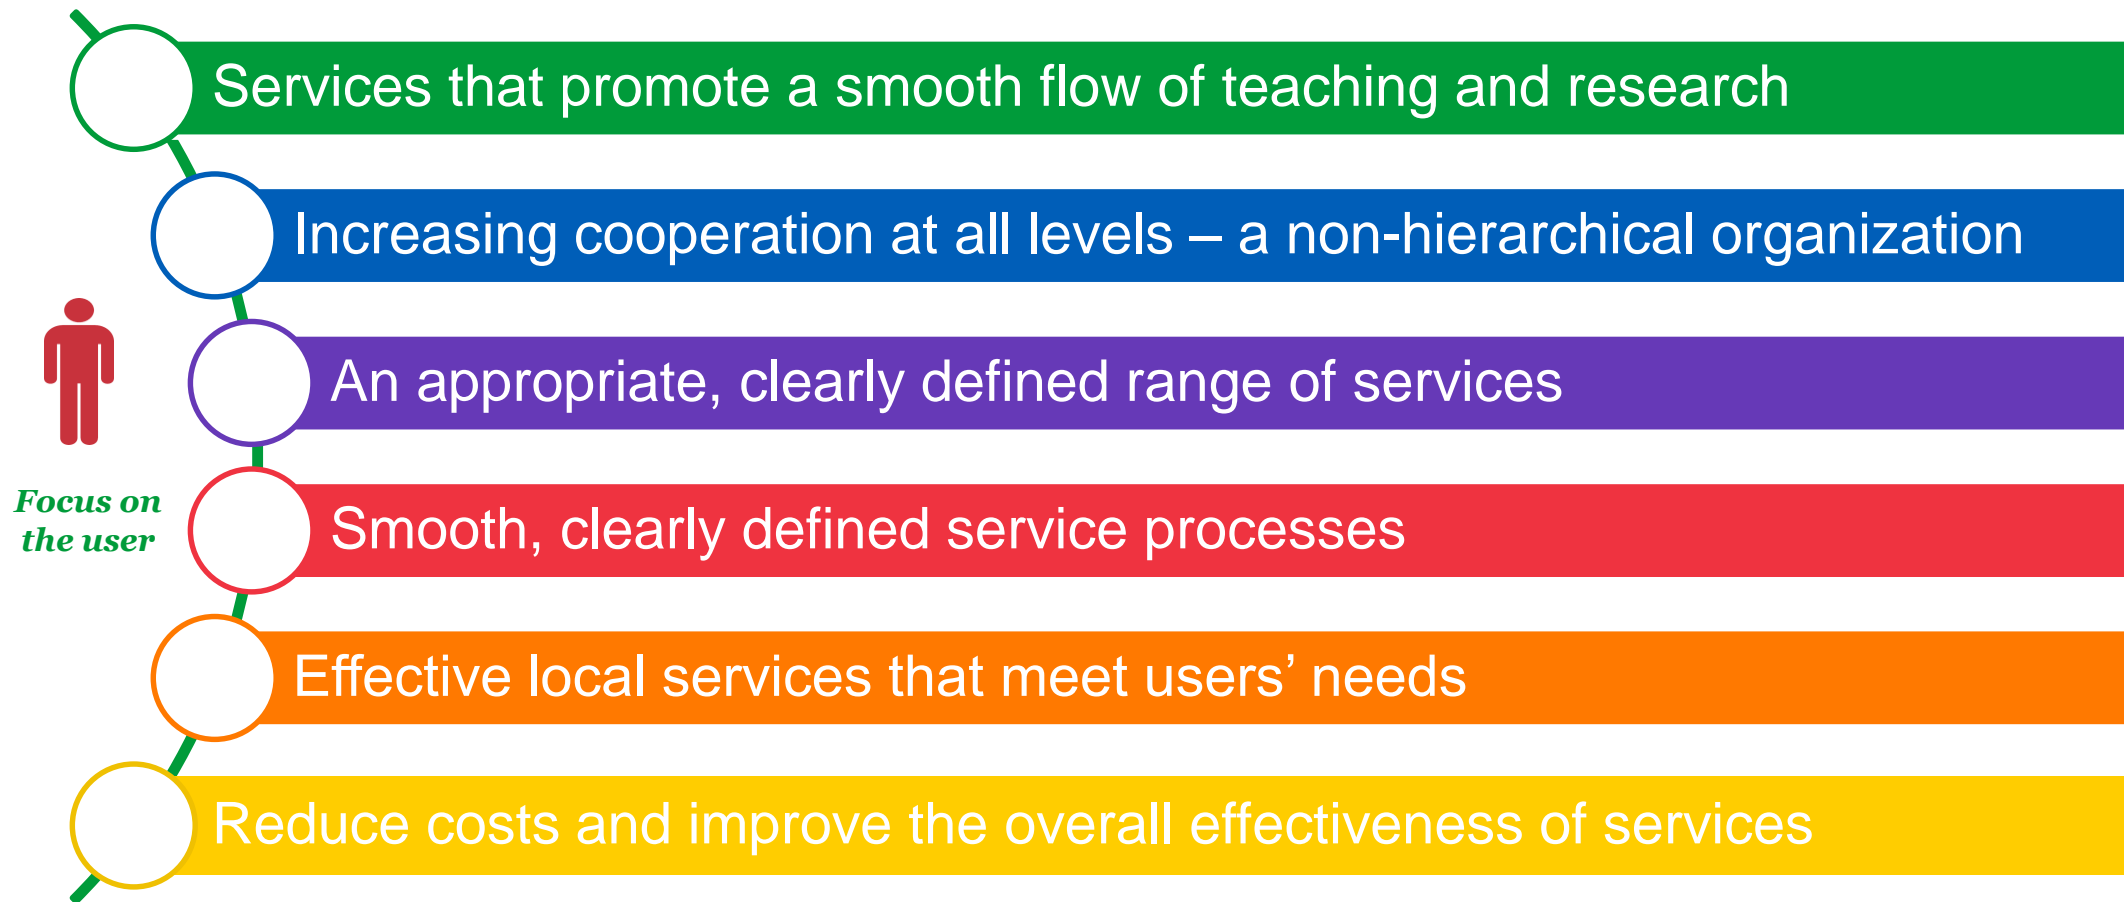 Services that promote a smooth flow of teaching and research
Increasing cooperation at all levels – a non-hierarchical organization
An appropriate, clearly defined range of services
Focus on
the user
Smooth, clearly defined service processes
Effective local services that meet users’ needs
Reduce costs and improve the overall effectiveness of services